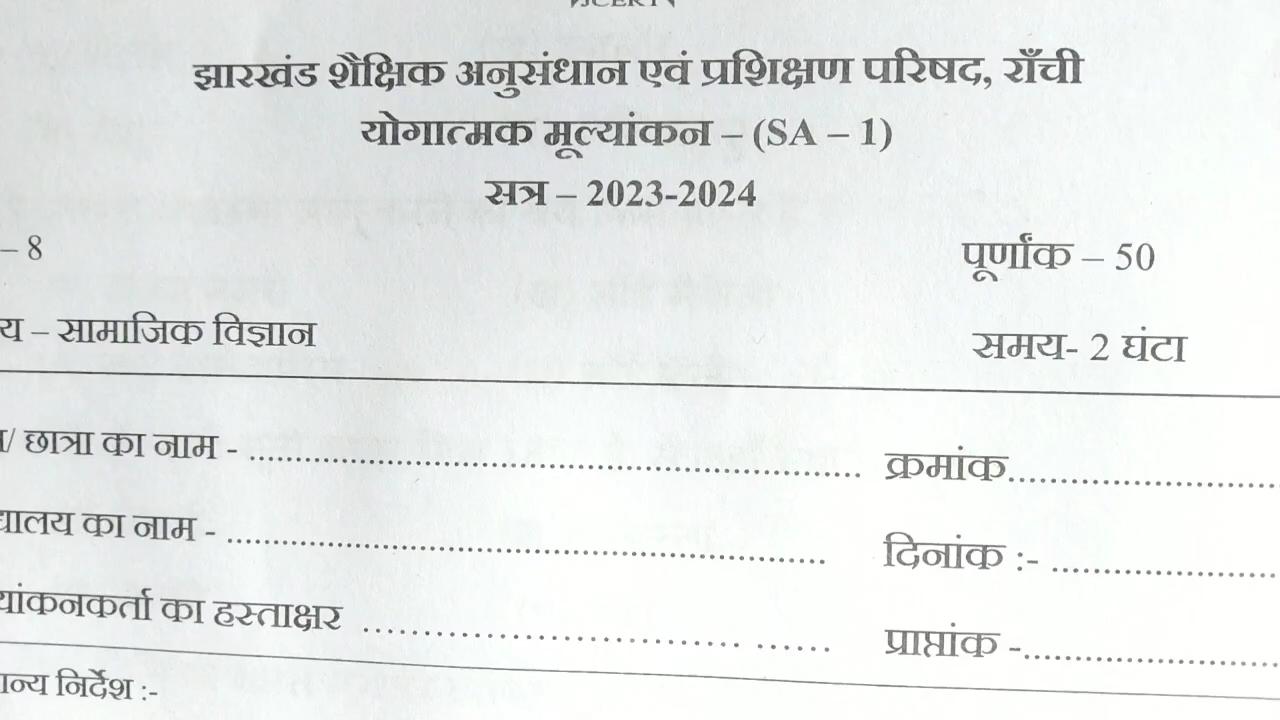 JCERT
झारखंड शैक्षिक अनुसंधान एवं प्रशिक्षण परिषद, राँची
योगात्मक मूल्यांकन – (SA – 1)
सत्र – 2023-2024
– 8 पूर्णांक – 50
य – सामाजिक विज्ञान समय- 2 घंटा
/ छात्रा का नाम - ........................ क्रमांक........................
द्यालय का नाम - ........................ दिनांक :- ........................
यांकनकर्ता का हस्ताक्षर ........................ प्राप्तांक -........................
ान्य निर्देश :-